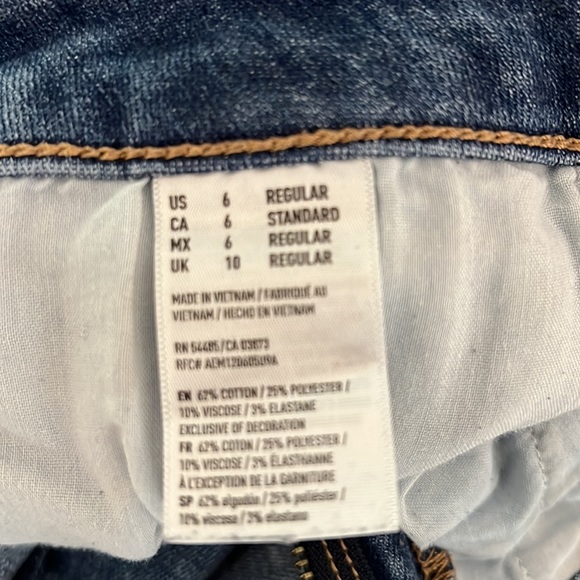 US 6 REGULAR
CA 6 STANDARD
MX 6 REGULAR
UK 10 REGULAR
MADE IN VIETNAM / FABRIQUÉ AU
VIETNAM / HECHO EN VIETNAM
RN 54485/CA 03873
RFC# AEM12060509A
EN 62% COTTON / 25% POLYESTER /
10% VISCOSE / 3% ELASTANE
EXCLUSIVE OF DECORATION
FR 62% COTON / 25% POLYESTER /
10% VISCOSE / 3% ÉLASTHANNE
À L'EXCEPTION DE LA GARNITURE
SP 62% algodón / 25% poliéster /
10% viscosa / 3% elastano